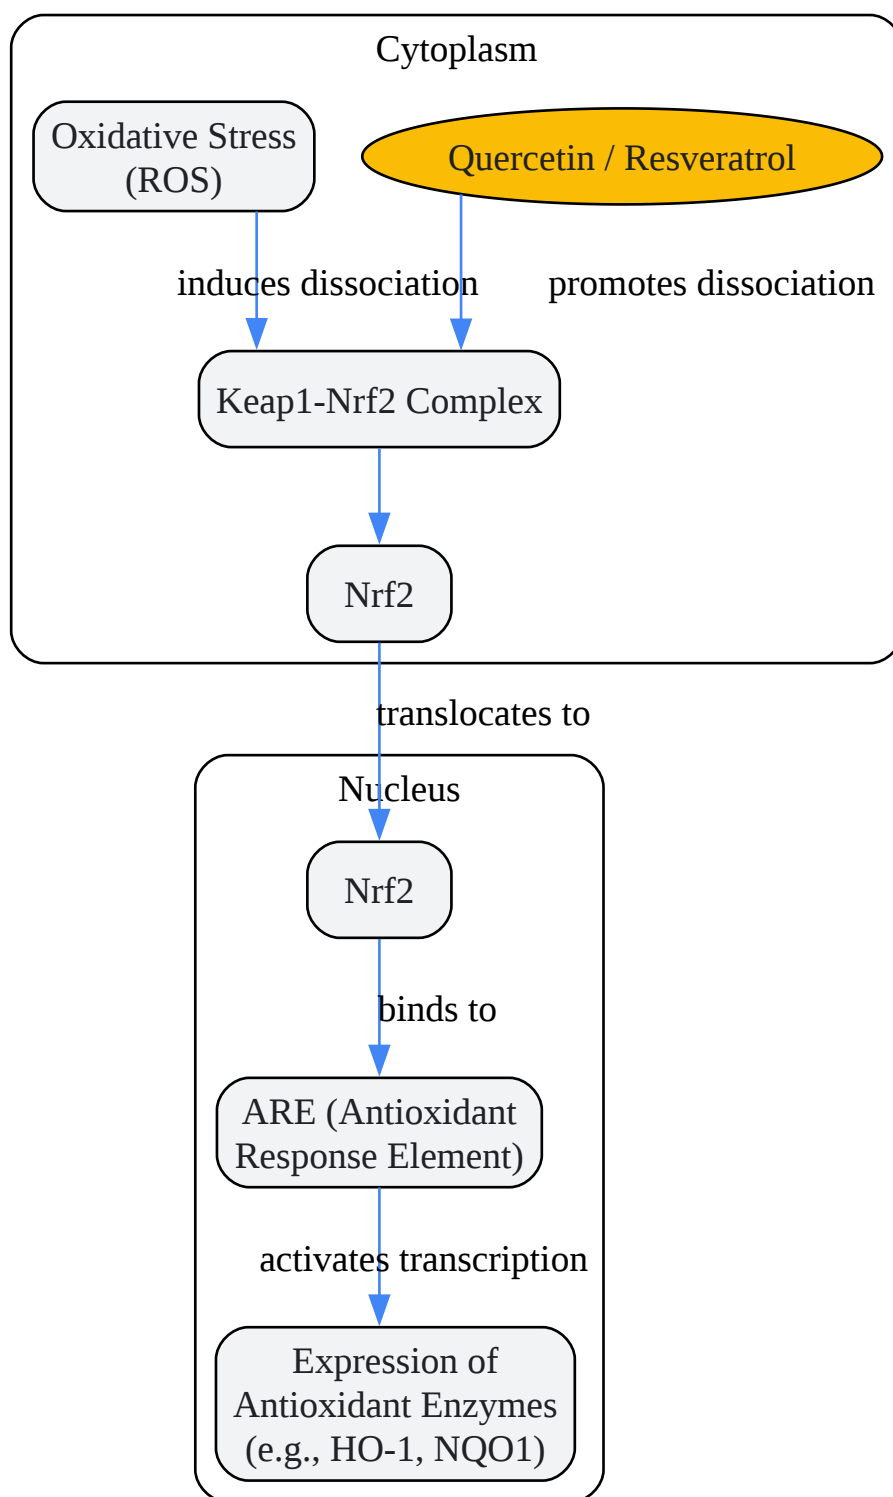 Cytoplasm
Oxidative Stress
(ROS)
Quercetin / Resveratrol
induces dissociation
promotes dissociation
Keap1-Nrf2 Complex
Nrf2
translocates to
Nucleus
Nrf2
binds to
ARE (Antioxidant
Response Element)
activates transcription
Expression of
Antioxidant Enzymes
(e.g., HO-1, NQO1)